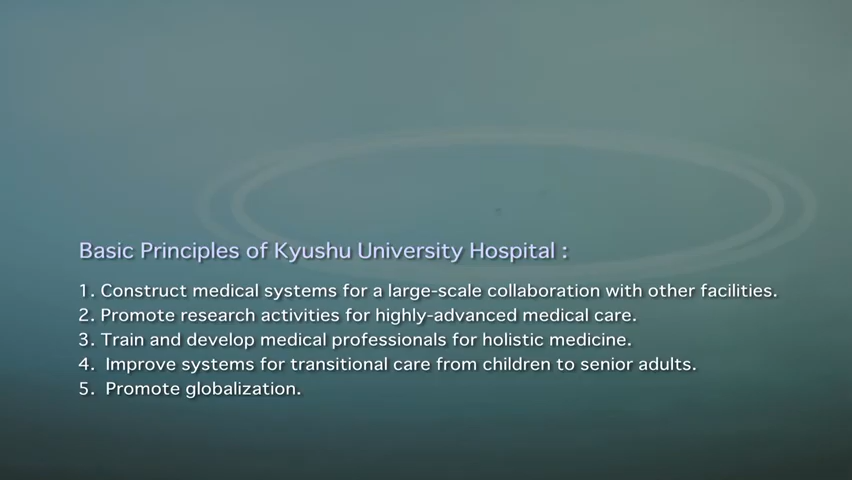 Basic Principles of Kyushu University Hospital :
1. Construct medical systems for a large-scale collaboration with other facilities.
2. Promote research activities for highly-advanced medical care.
3. Train and develop medical professionals for holistic medicine.
4. Improve systems for transitional care from children to senior adults.
5. Promote globalization.